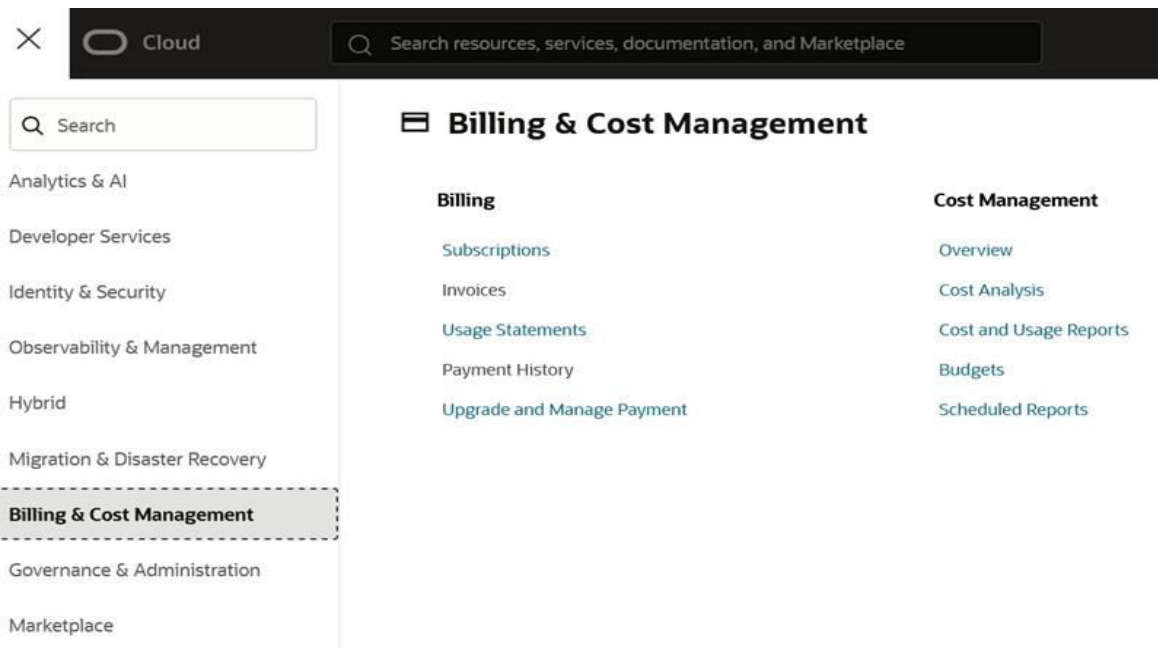 Cloud
Search resources, services, documentation, and Marketplace
Search
Analytics & AI
Developer Services
Identity & Security
Observability & Management
Hybrid
Migration & Disaster Recovery
Billing & Cost Management
Governance & Administration
Marketplace
Billing & Cost Management
Billing
Subscriptions
Invoices
Usage Statements
Payment History
Upgrade and Manage Payment
Cost Management
Overview
Cost Analysis
Cost and Usage Reports
Budgets
Scheduled Reports